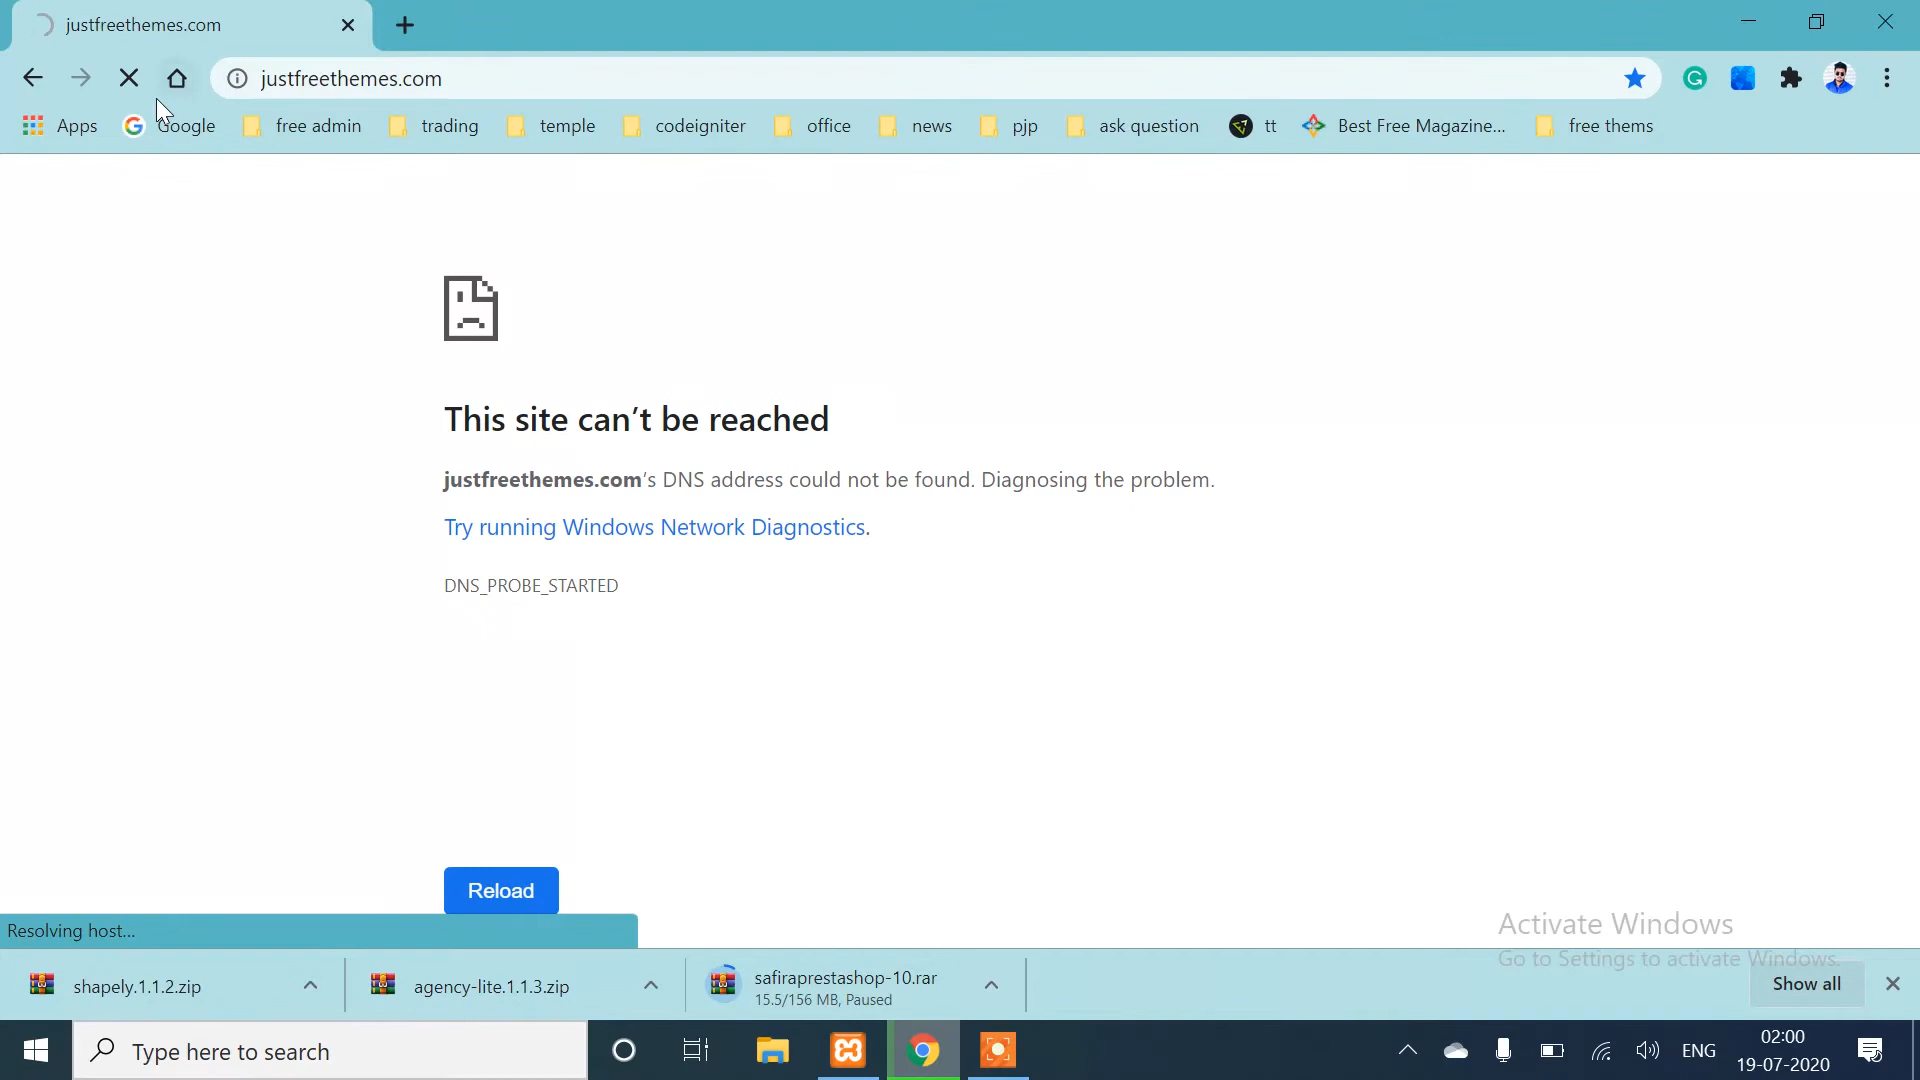 justfreethemes.com
justfreethemes.com
Apps
Google
free admin
trading
temple
codeigniter
office
news
pjp
ask question
tt
Best Free Magazine...
free thems
This site can’t be reached
justfreethemes.com’s DNS address could not be found. Diagnosing the problem.
Try running Windows Network Diagnostics.
DNS_PROBE_STARTED
Reload
Resolving host...
Activate Windows
Go to Settings to activate Windows.
shapely.1.1.2.zip
agency-lite.1.1.3.zip
safiraprestashop-10.rar
15.5/156 MB, Paused
Show all
Type here to search
ENG
02:00
19-07-2020